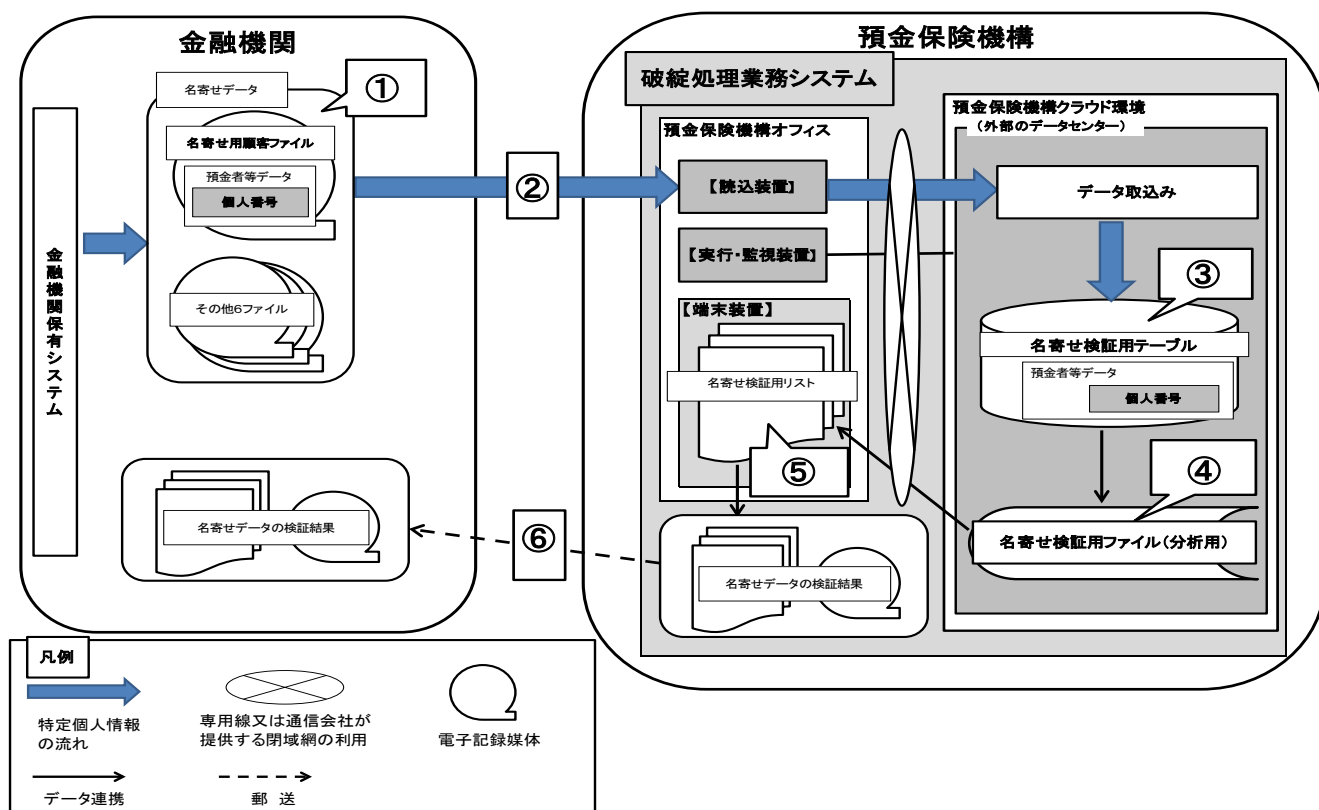 金融機関
名寄せデータ
①
名寄せ用顧客ファイル
預金者等データ
個人番号
その他6ファイル
金融機関保有システム
名寄せデータの検証結果
②
⑥
預金保険機構
破綻処理業務システム
預金保険機構オフィス
【読込装置】
【実行・監視装置】
【端末装置】
名寄せ検証用リスト
⑤
名寄せデータの検証結果
預金保険機構クラウド環境
(外部のデータセンター)
データ取込み
③
名寄せ検証用テーブル
預金者等データ
個人番号
④
名寄せ検証用ファイル(分析用)
凡例
特定個人情報
の流れ
専用線又は通信会社が
提供する閉域網の利用
電子記録媒体
データ連携
郵 送